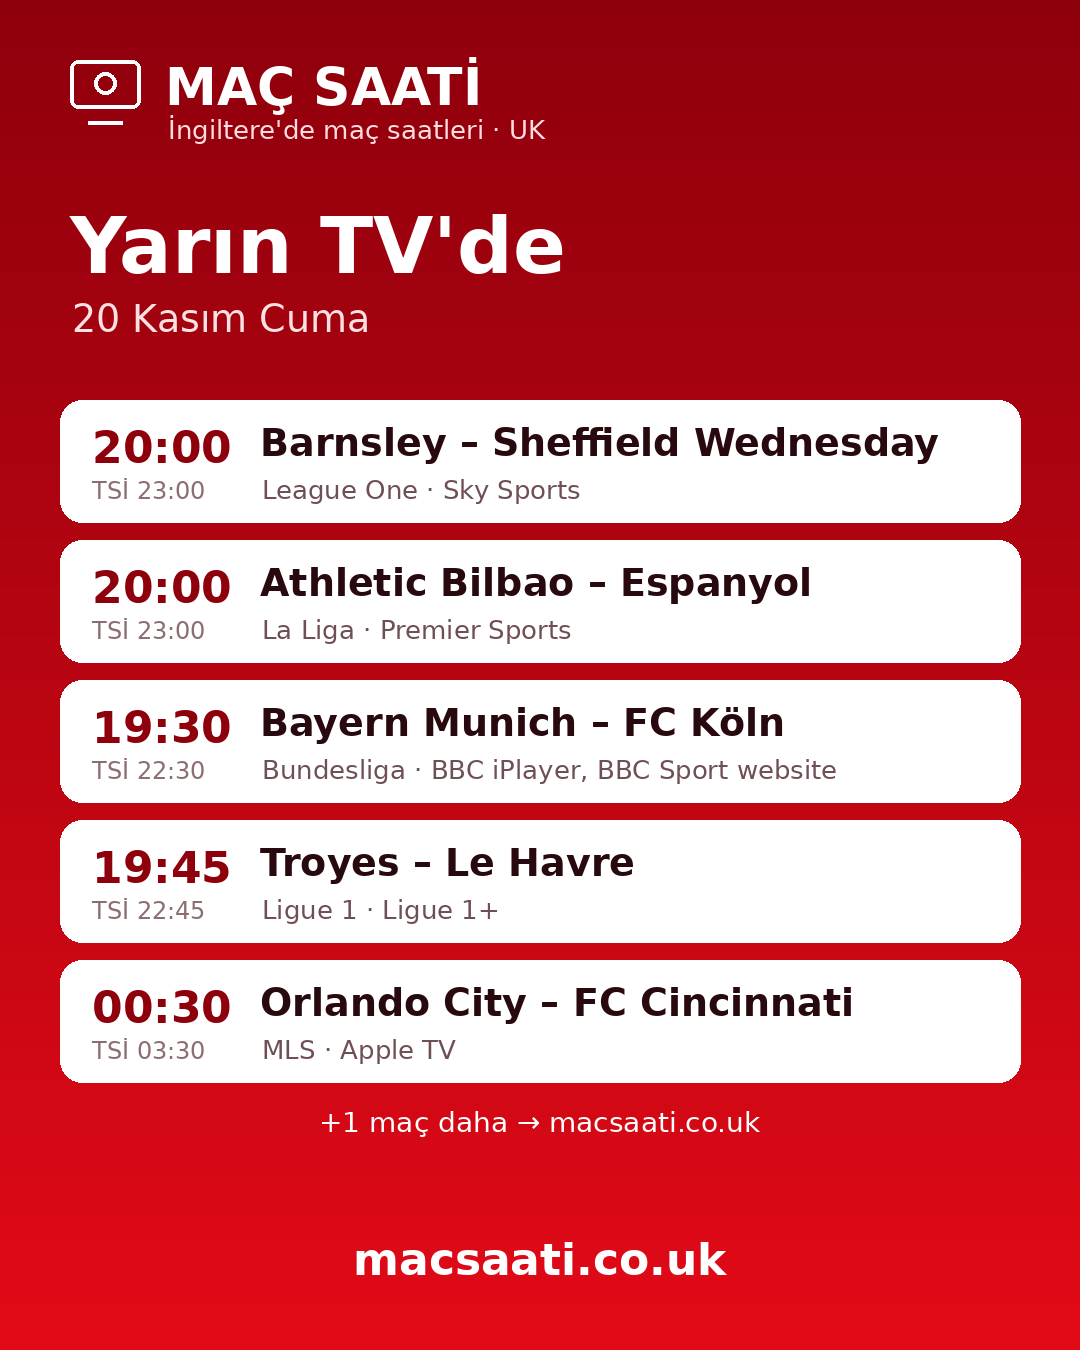 MAÇ SAATİ
İngiltere'de maç saatleri · UK
Yarın TV'de
20 Kasım Cuma
20:00 Barnsley – Sheffield Wednesday
TSİ 23:00 League One · Sky Sports
20:00 Athletic Bilbao – Espanyol
TSİ 23:00 La Liga · Premier Sports
19:30 Bayern Munich – FC Köln
TSİ 22:30 Bundesliga · BBC iPlayer, BBC Sport website
19:45 Troyes – Le Havre
TSİ 22:45 Ligue 1 · Ligue 1+
00:30 Orlando City – FC Cincinnati
TSİ 03:30 MLS · Apple TV
+1 maç daha → macsaati.co.uk
macsaati.co.uk